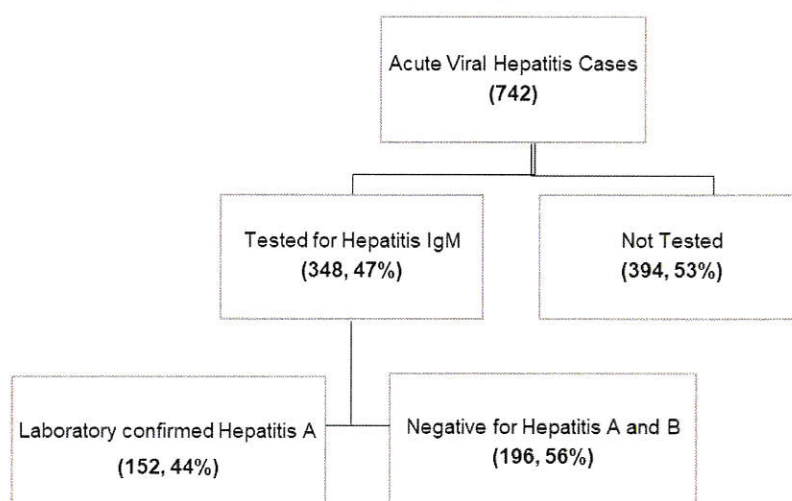 Acute Viral Hepatitis Cases
(742)
Tested for Hepatitis IgM
(348, 47%)
Not Tested
(394, 53%)
Laboratory confirmed Hepatitis A
(152, 44%)
Negative for Hepatitis A and B
(196, 56%)